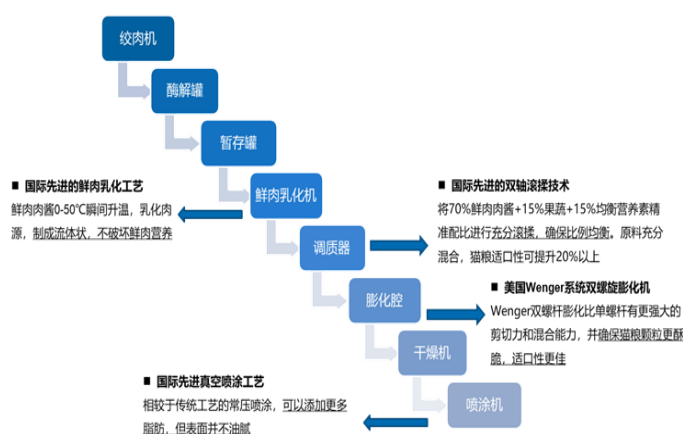 绞肉机
酶解罐
暂存罐
■ 国际先进的鲜肉乳化工艺
鲜肉肉酱0-50℃瞬间升温，乳化肉
源，制成流体状，不破坏鲜肉营养
鲜肉乳化机
■ 国际先进的双轴滚揉技术
将70%鲜肉肉酱+15%果蔬+15%均衡营养素精
准配比进行充分滚揉，确保比例均衡。原料充分
混合，猫粮适口性可提升20%以上
调质器
膨化腔
■ 美国Wenger系统双螺旋膨化机
Wenger双螺杆膨化比单螺杆有更强大的
剪切力和混合能力，并确保猫粮颗粒更酥
脆，适口性更佳
干燥机
■ 国际先进真空喷涂工艺
相较于传统工艺的常压喷涂，可以添加更多
脂肪，但表面并不油腻
喷涂机